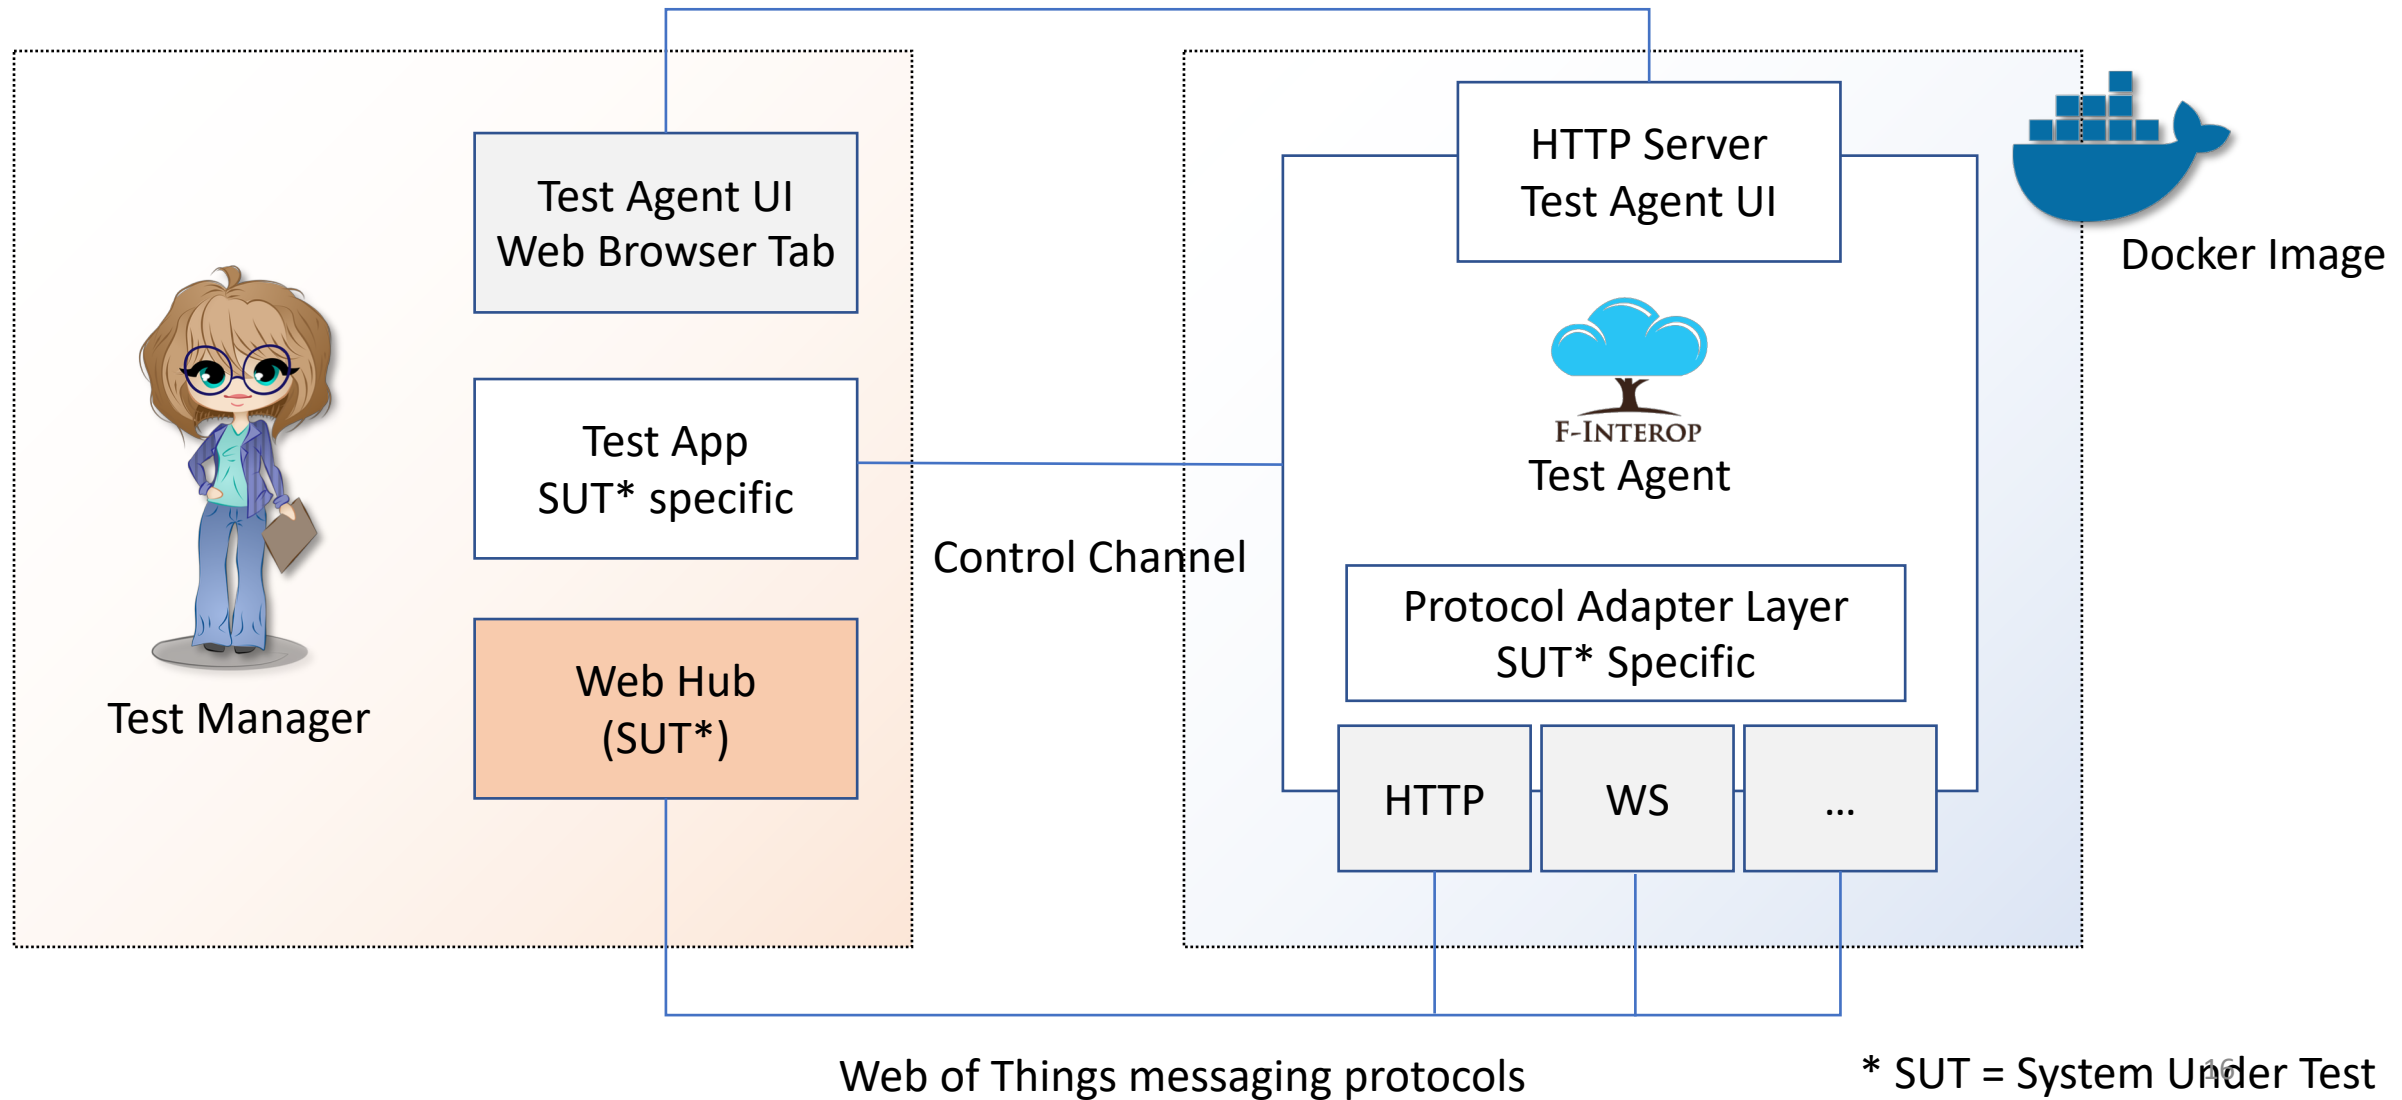 Test Agent UI
Web Browser Tab
Test App
SUT* specific
Web Hub
(SUT*)
Test Manager
Control Channel
HTTP Server
Test Agent UI
F-INTEROP
Test Agent
Protocol Adapter Layer
SUT* Specific
HTTP
WS
...
Docker Image
Web of Things messaging protocols
* SUT = System Under Test
16